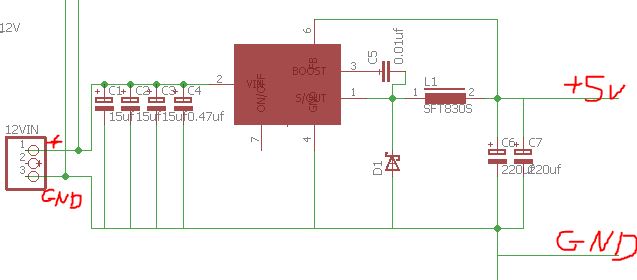 12V
6
C5
0.01uf
FB
BOOST 3
C1 C2 C3 C4
2 VIN
ON/OFF
S/OUT 1
GND
L1
1 2
SFT830S
+5v
15uf 15uf 15uf 0.47uf
12VIN +
1
2
3
GND
7 4
D1
C6 C7
220uf 220uf
GND